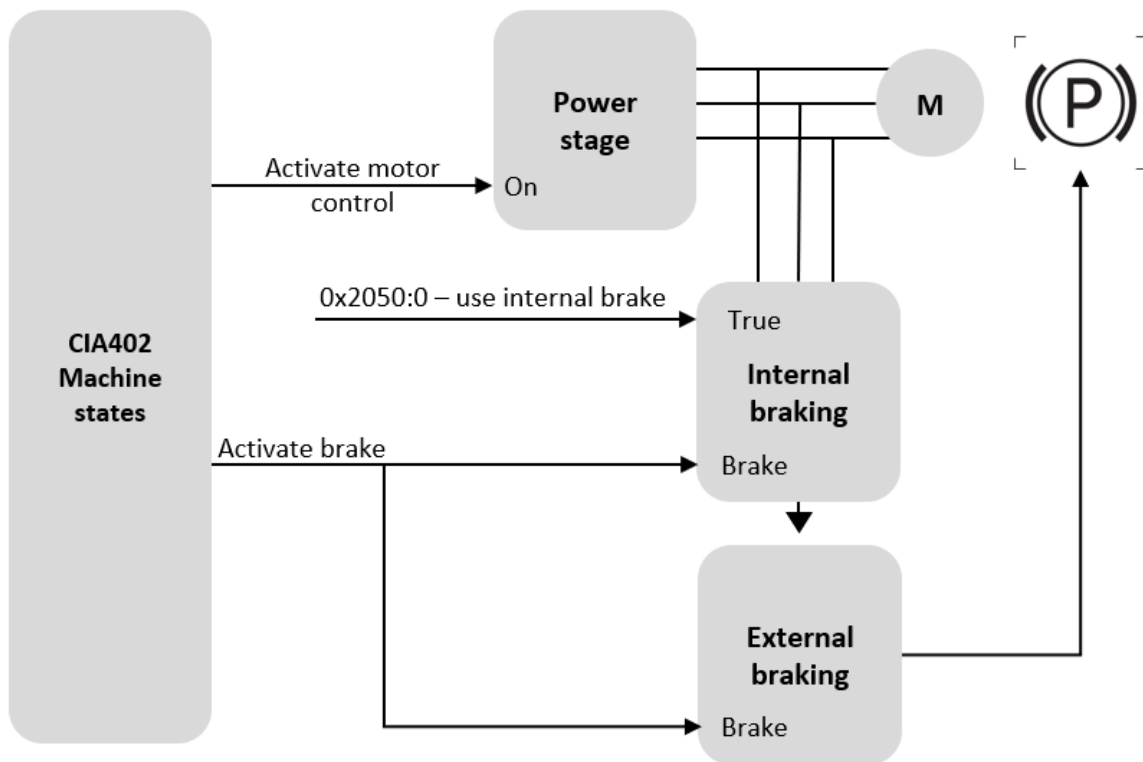 Power
stage
M
P
Activate motor
control
On
0x2050:0 – use internal brake
True
CIA402
Machine
states
Internal
braking
Activate brake
Brake
External
braking
Brake